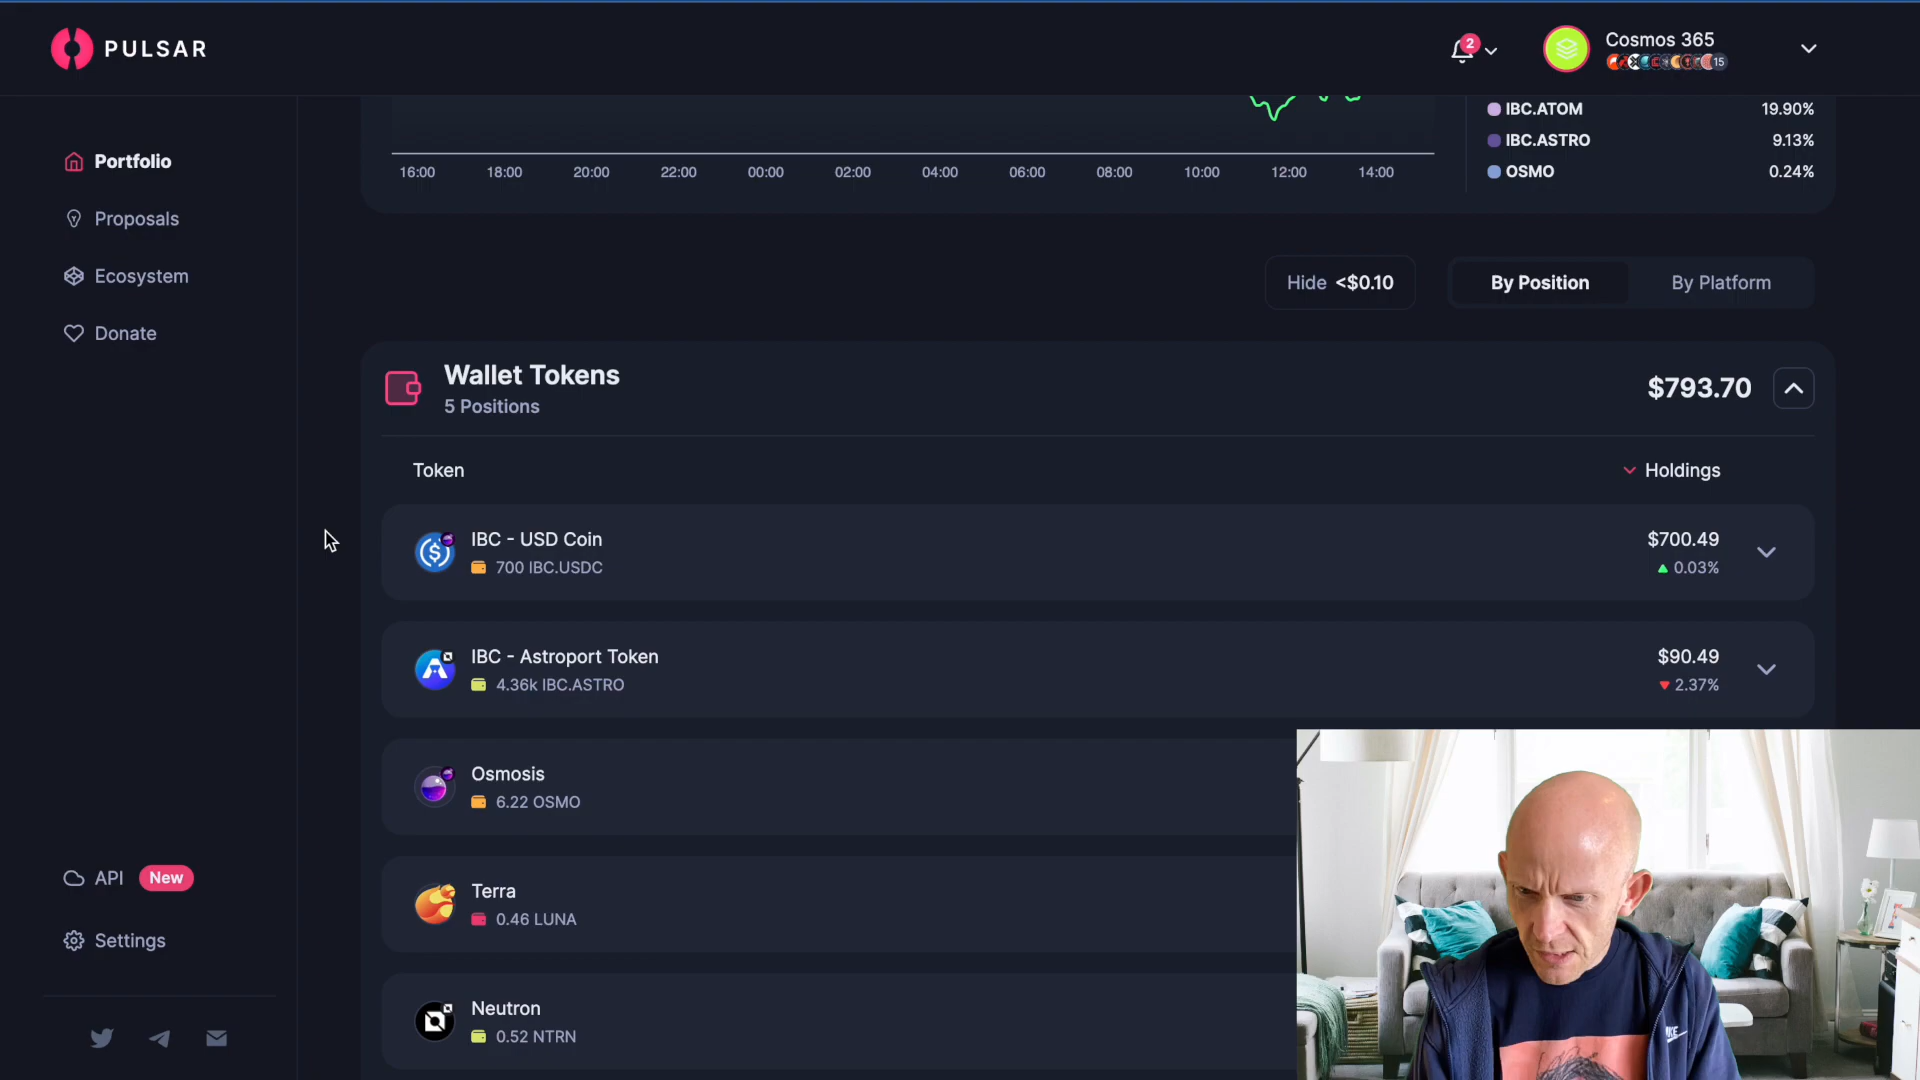 PULSAR
2
Cosmos 365
15
Portfolio
Proposals
Ecosystem
Donate
API New
Settings
IBC.ATOM 19.90%
IBC.ASTRO 9.13%
OSMO 0.24%
16:00 18:00 20:00 22:00 00:00 02:00 04:00 06:00 08:00 10:00 12:00 14:00
Hide <$0.10
By Position By Platform
Wallet Tokens
5 Positions
$793.70
Token Holdings
IBC - USD Coin $700.49
700 IBC.USDC 0.03%
IBC - Astroport Token $90.49
4.36k IBC.ASTRO 2.37%
Osmosis
6.22 OSMO
Terra
0.46 LUNA
Neutron
0.52 NTRN